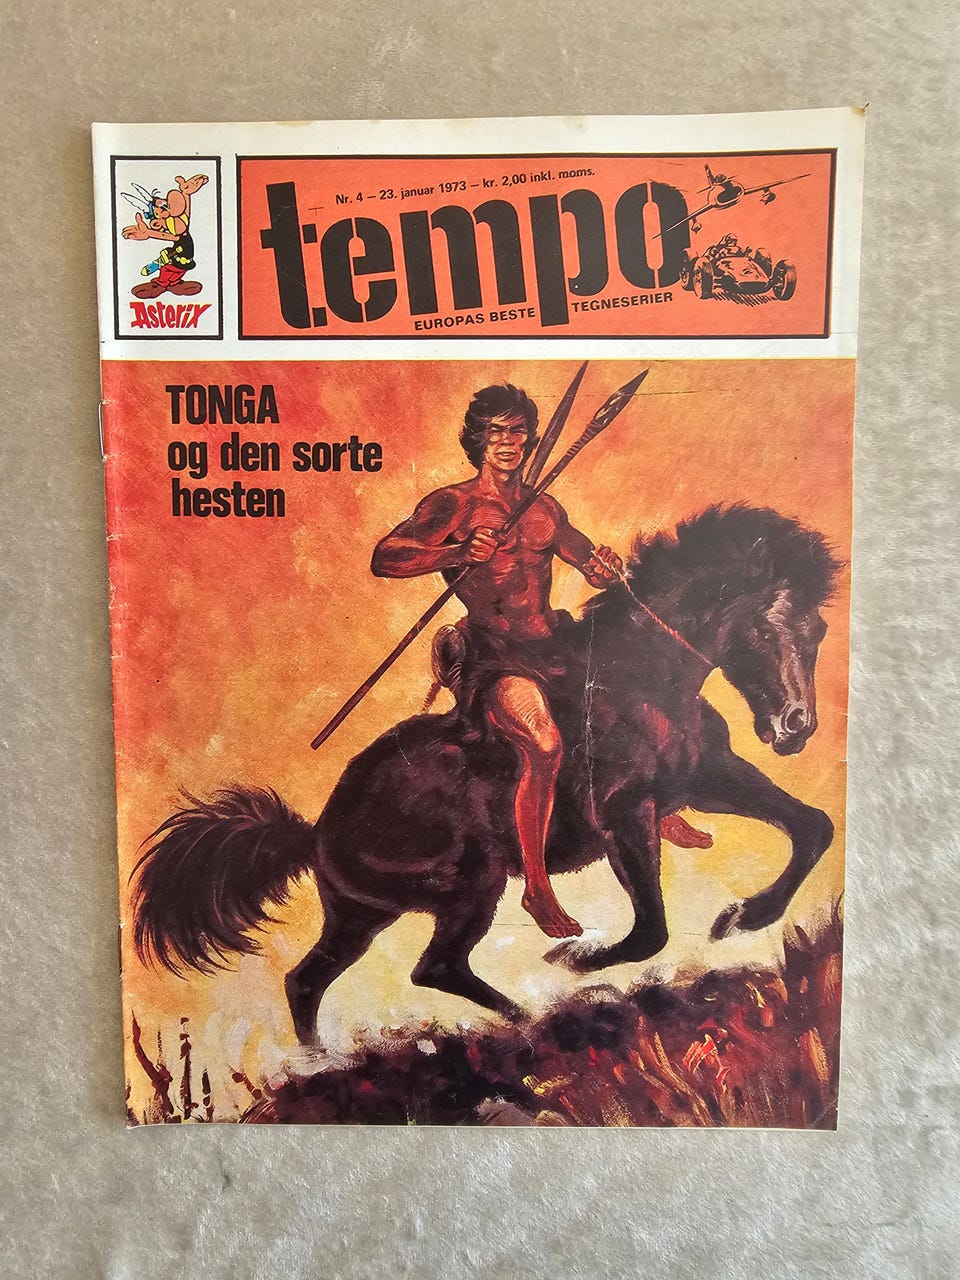 Nr. 4 – 23. januar 1973 – kr. 2,00 inkl. moms.
tempo
EUROPAS BESTE TEGNESERIER
Asterix
TONGA
og den sorte
hesten